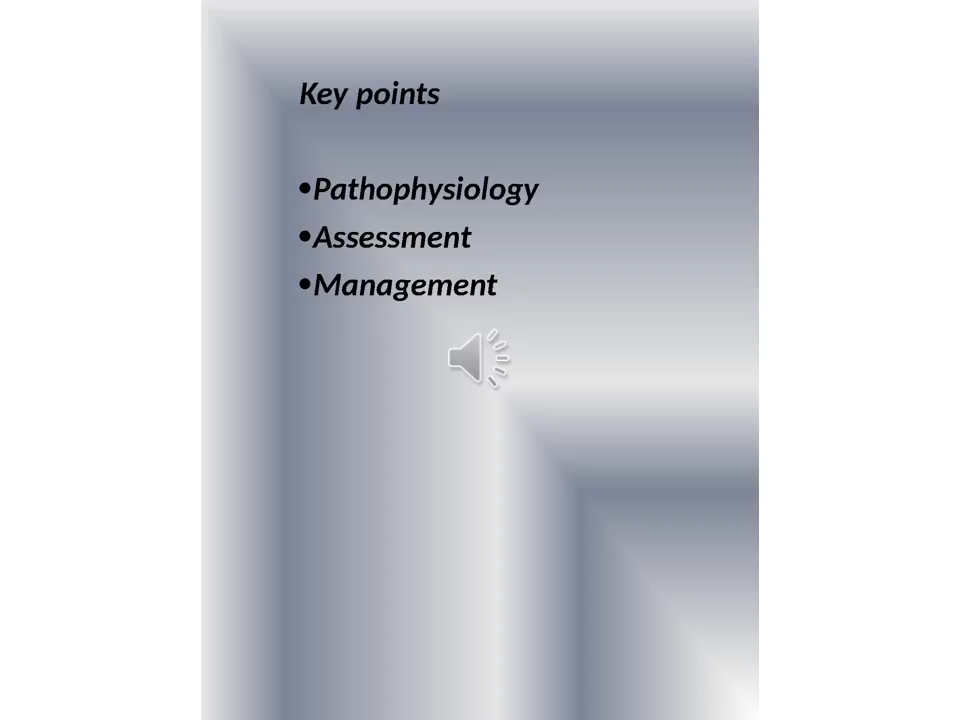 Key points
•Pathophysiology
•Assessment
•Management